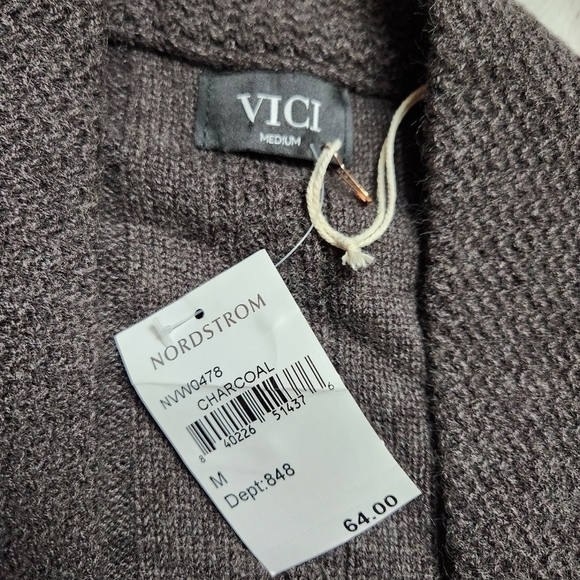 VICI
MEDIUM
NORDSTROM
NVW0478
CHARCOAL
8 40226 51437 6
M
Dept:848
64.00